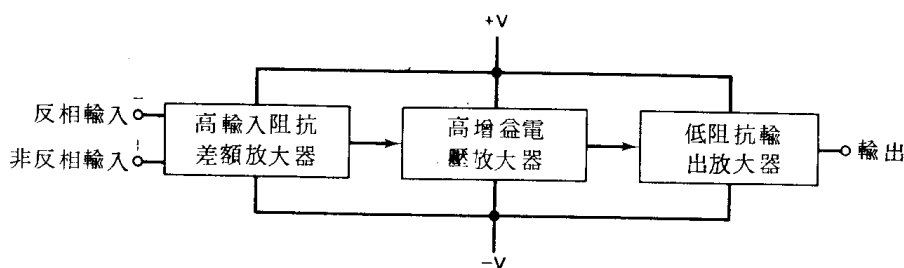 +V
反相輸入
非反相輸入
高輸入阻抗
差額放大器
高增益電
壓放大器
低阻抗輸
出放大器
輸出
-V